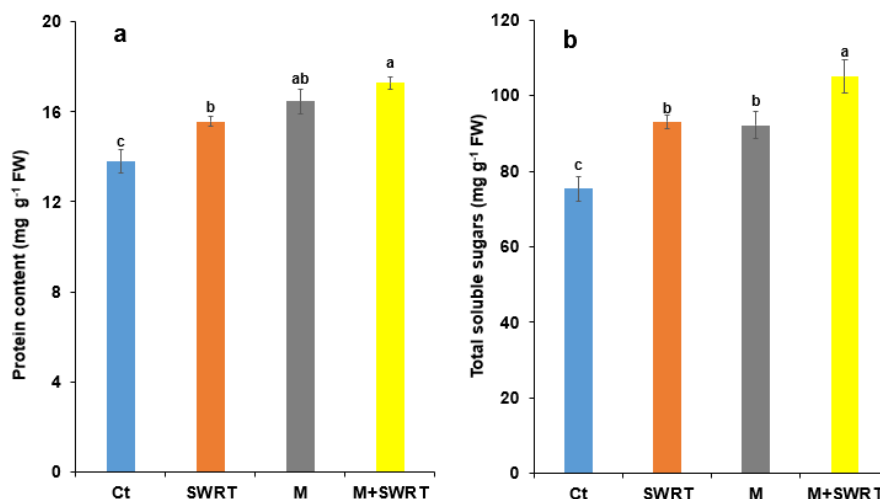 a
Protein content (mg g⁻¹ FW)
20
16
12
8
4
0
c
b
ab
a
Ct SWRT M M+SWRT
b
Total soluble sugars (mg g⁻¹ FW)
120
100
80
60
40
20
0
c
b
b
a
Ct SWRT M M+SWRT